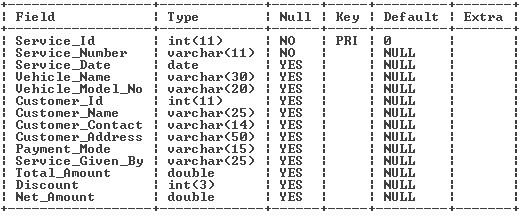 | Field | Type | Null | Key | Default | Extra |
| Service_Id | int(11) | NO | PRI | 0 | |
| Service_Number | varchar(11) | NO | | NULL | |
| Service_Date | date | YES | | NULL | |
| Vehicle_Name | varchar(30) | YES | | NULL | |
| Vehicle_Model_No | varchar(20) | YES | | NULL | |
| Customer_Id | int(11) | YES | | NULL | |
| Customer_Name | varchar(25) | YES | | NULL | |
| Customer_Contact | varchar(14) | YES | | NULL | |
| Customer_Address | varchar(50) | YES | | NULL | |
| Payment_Mode | varchar(15) | YES | | NULL | |
| Service_Given_By | varchar(25) | YES | | NULL | |
| Total_Amount | double | YES | | NULL | |
| Discount | int(3) | YES | | NULL | |
| Net_Amount | double | YES | | NULL | |